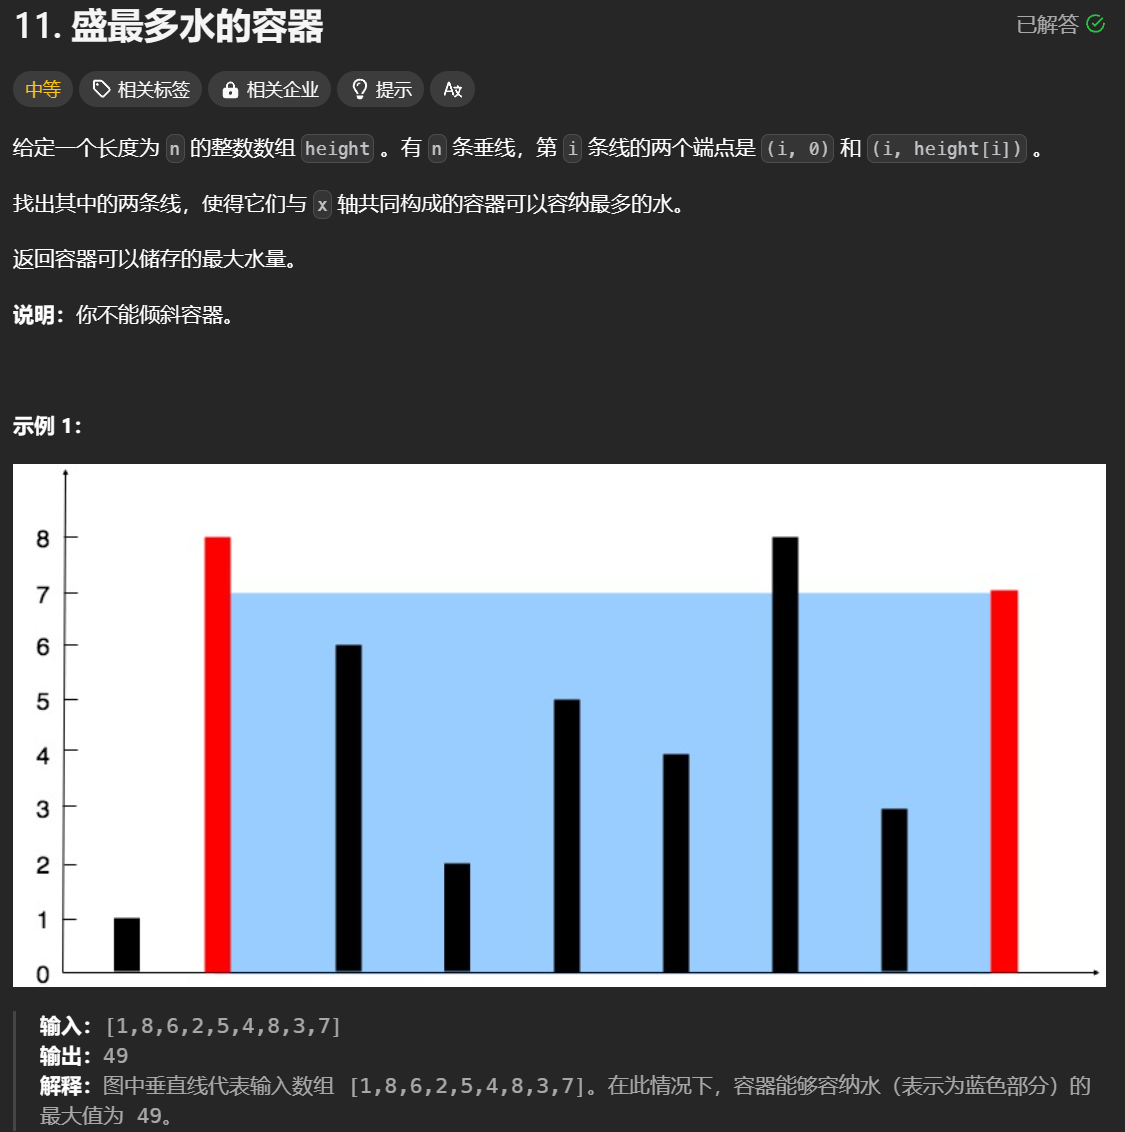 11. 盛最多水的容器
已解答
中等 相关标签 相关企业 提示
给定一个长度为 n 的整数数组 height 。有 n 条垂线，第 i 条线的两个端点是 (i, 0) 和 (i, height[i]) 。
找出其中的两条线，使得它们与 x 轴共同构成的容器可以容纳最多的水。
返回容器可以储存的最大水量。
说明：你不能倾斜容器。
示例 1：
8
7
6
5
4
3
2
1
0
输入：[1,8,6,2,5,4,8,3,7]
输出：49
解释：图中垂直线代表输入数组 [1,8,6,2,5,4,8,3,7]。在此情况下，容器能够容纳水（表示为蓝色部分）的
最大值为 49。